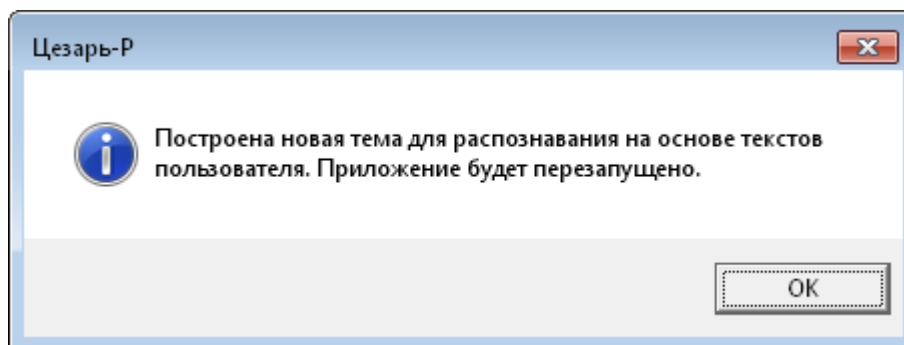 Цезарь-Р
Построена новая тема для распознавания на основе текстов
пользователя. Приложение будет перезапущено.
OK